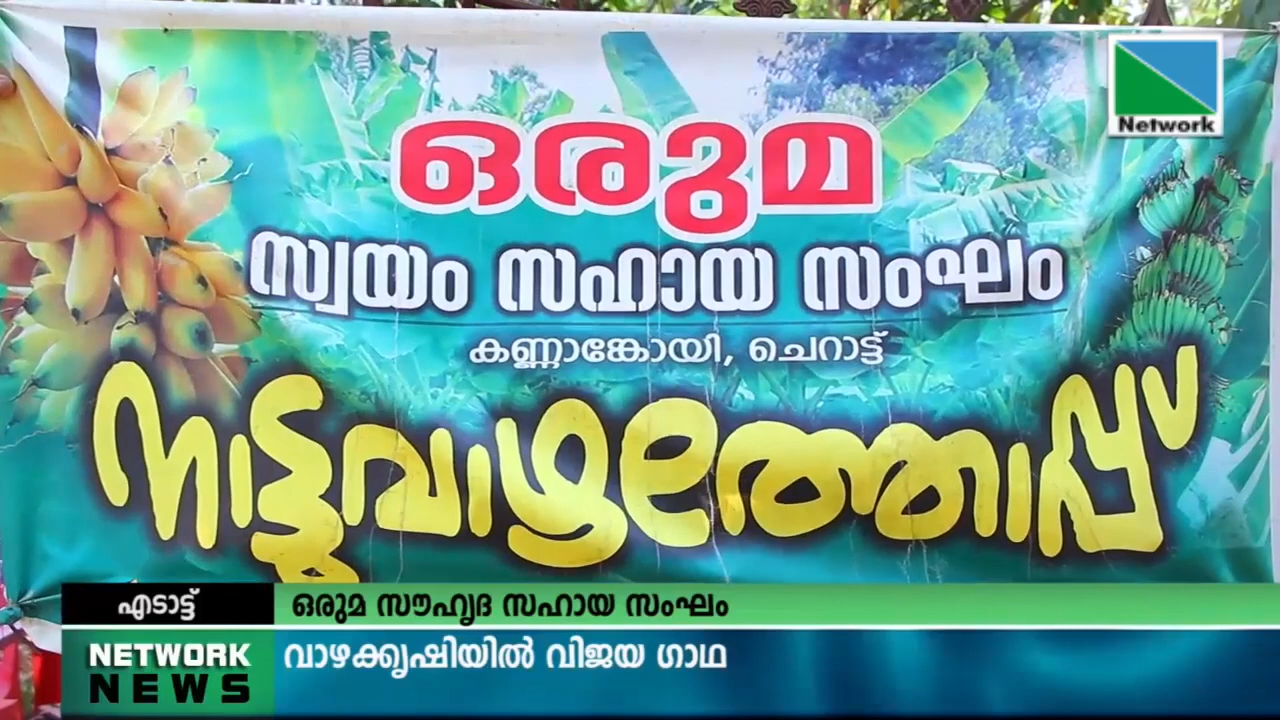 Network
ഒരുമ
സ്വയം സഹായ സംഘം
കണ്ണാങ്കോയി, ചെറാട്ട്
നാട്ടുവാഴത്തോപ്പ്
എടാട്ട്
ഒരുമ സൗഹൃദ സഹായ സംഘം
NETWORK NEWS
വാഴക്കൃഷിയിൽ വിജയ ഗാഥ